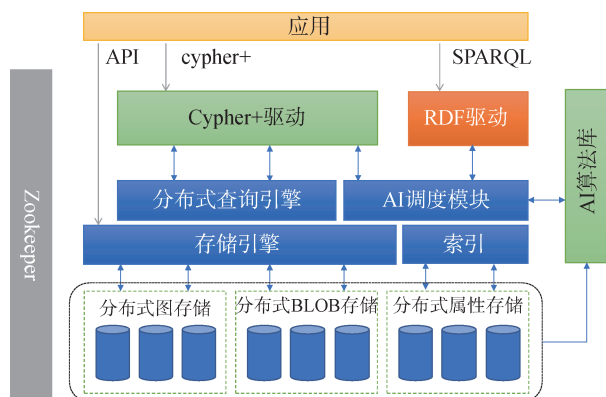 应用
API
cypher+
SPARQL
Zookeeper
Cypher+驱动
RDF驱动
AI算法库
分布式查询引擎
AI调度模块
存储引擎
索引
分布式图存储
分布式BLOB存储
分布式属性存储